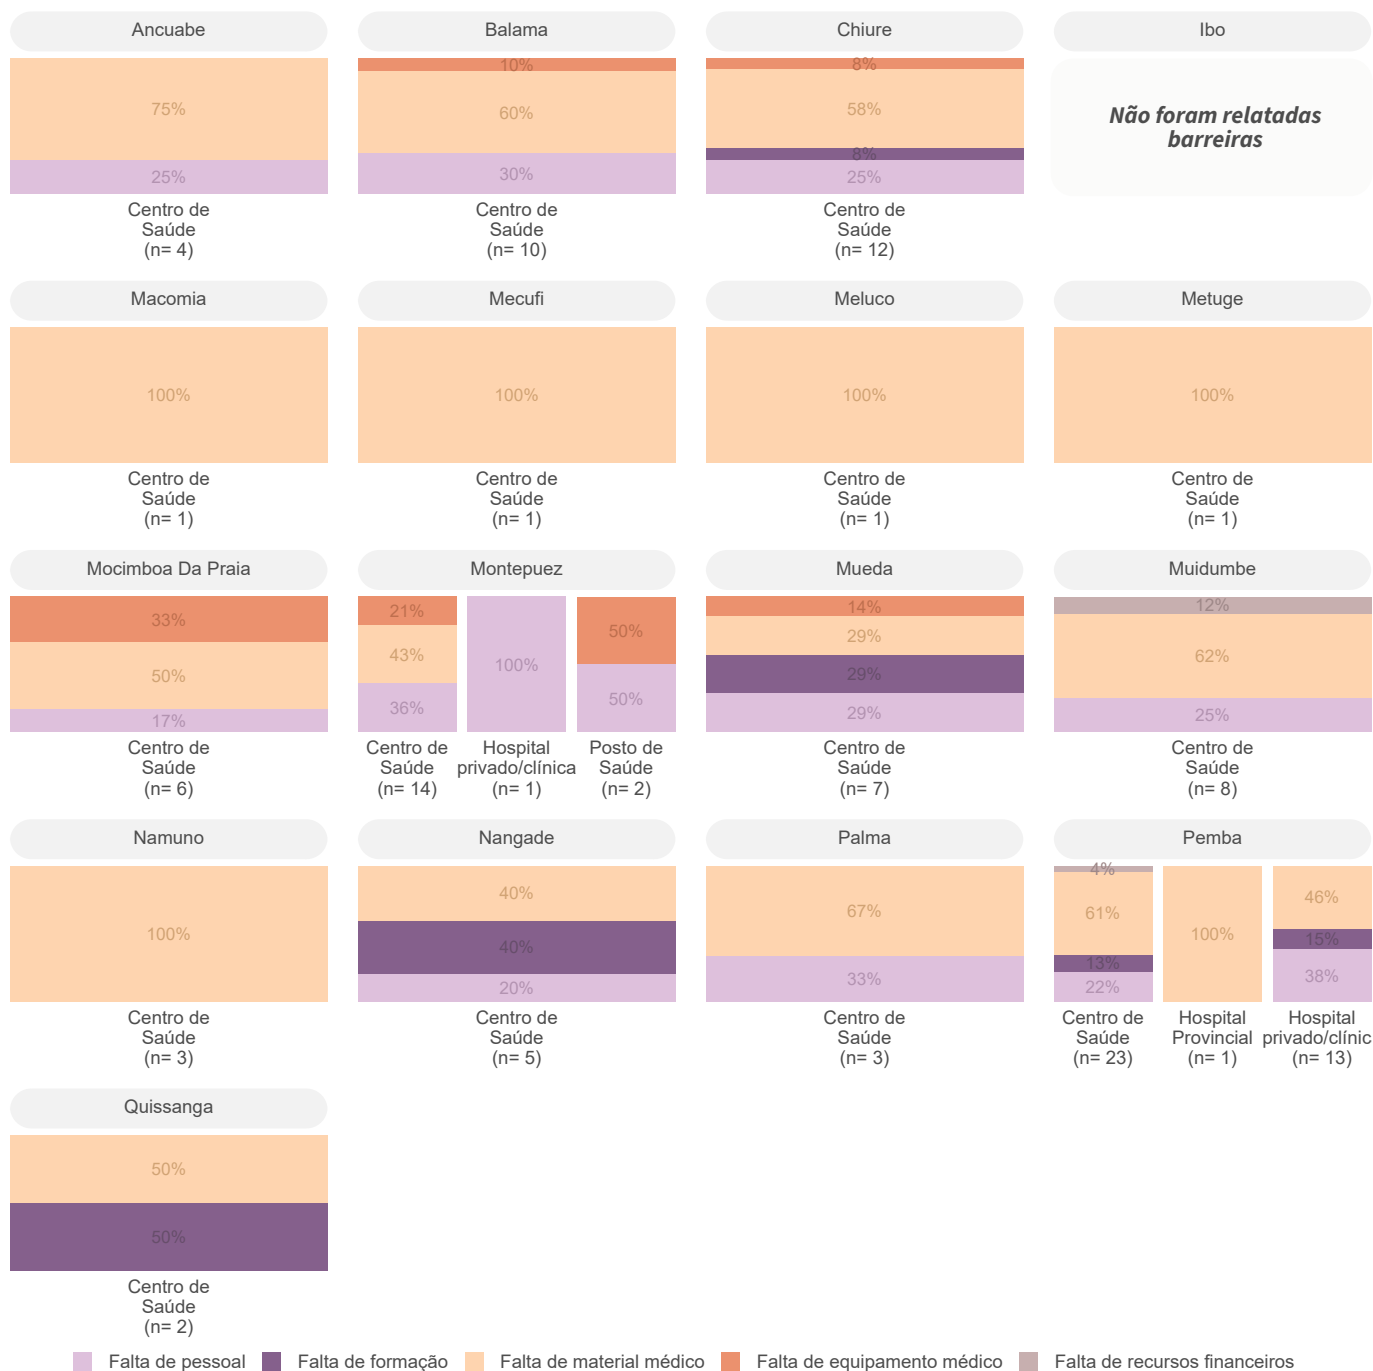 Ancuabe
75%
25%
Centro de
Saúde
(n= 4)
Balama
10%
60%
30%
Centro de
Saúde
(n= 10)
Chiure
8%
58%
8%
25%
Centro de
Saúde
(n= 12)
Ibo
Não foram relatadas
barreiras
Macomia
100%
Centro de
Saúde
(n= 1)
Mecufi
100%
Centro de
Saúde
(n= 1)
Meluco
100%
Centro de
Saúde
(n= 1)
Metuge
100%
Centro de
Saúde
(n= 1)
Mocimboa Da Praia
33%
50%
17%
Centro de
Saúde
(n= 6)
Montepuez
21%
43%
36%
Centro de
Saúde
(n= 14)
100%
Hospital
privado/clínica
(n= 1)
50%
50%
Posto de
Saúde
(n= 2)
Mueda
14%
29%
29%
29%
Centro de
Saúde
(n= 7)
Muidumbe
12%
62%
25%
Centro de
Saúde
(n= 8)
Namuno
100%
Centro de
Saúde
(n= 3)
Nangade
40%
40%
20%
Centro de
Saúde
(n= 5)
Palma
67%
33%
Centro de
Saúde
(n= 3)
Pemba
4%
61%
13%
22%
Centro de
Saúde
(n= 23)
100%
Hospital
Provincial
(n= 1)
46%
15%
38%
Hospital
privado/clínic
(n= 13)
Quissanga
50%
50%
Centro de
Saúde
(n= 2)
Falta de pessoal
Falta de formação
Falta de material médico
Falta de equipamento médico
Falta de recursos financeiros